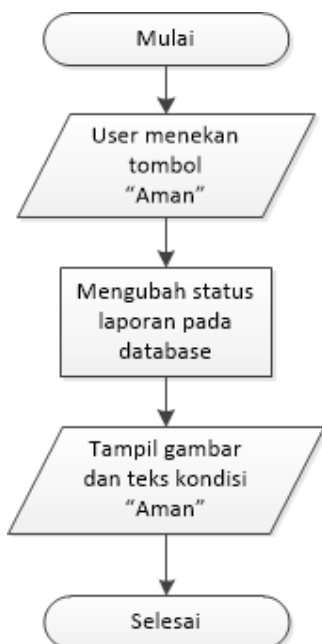 Mulai
User menekan
tombol
“Aman”
Mengubah status
laporan pada
database
Tampil gambar
dan teks kondisi
“Aman”
Selesai